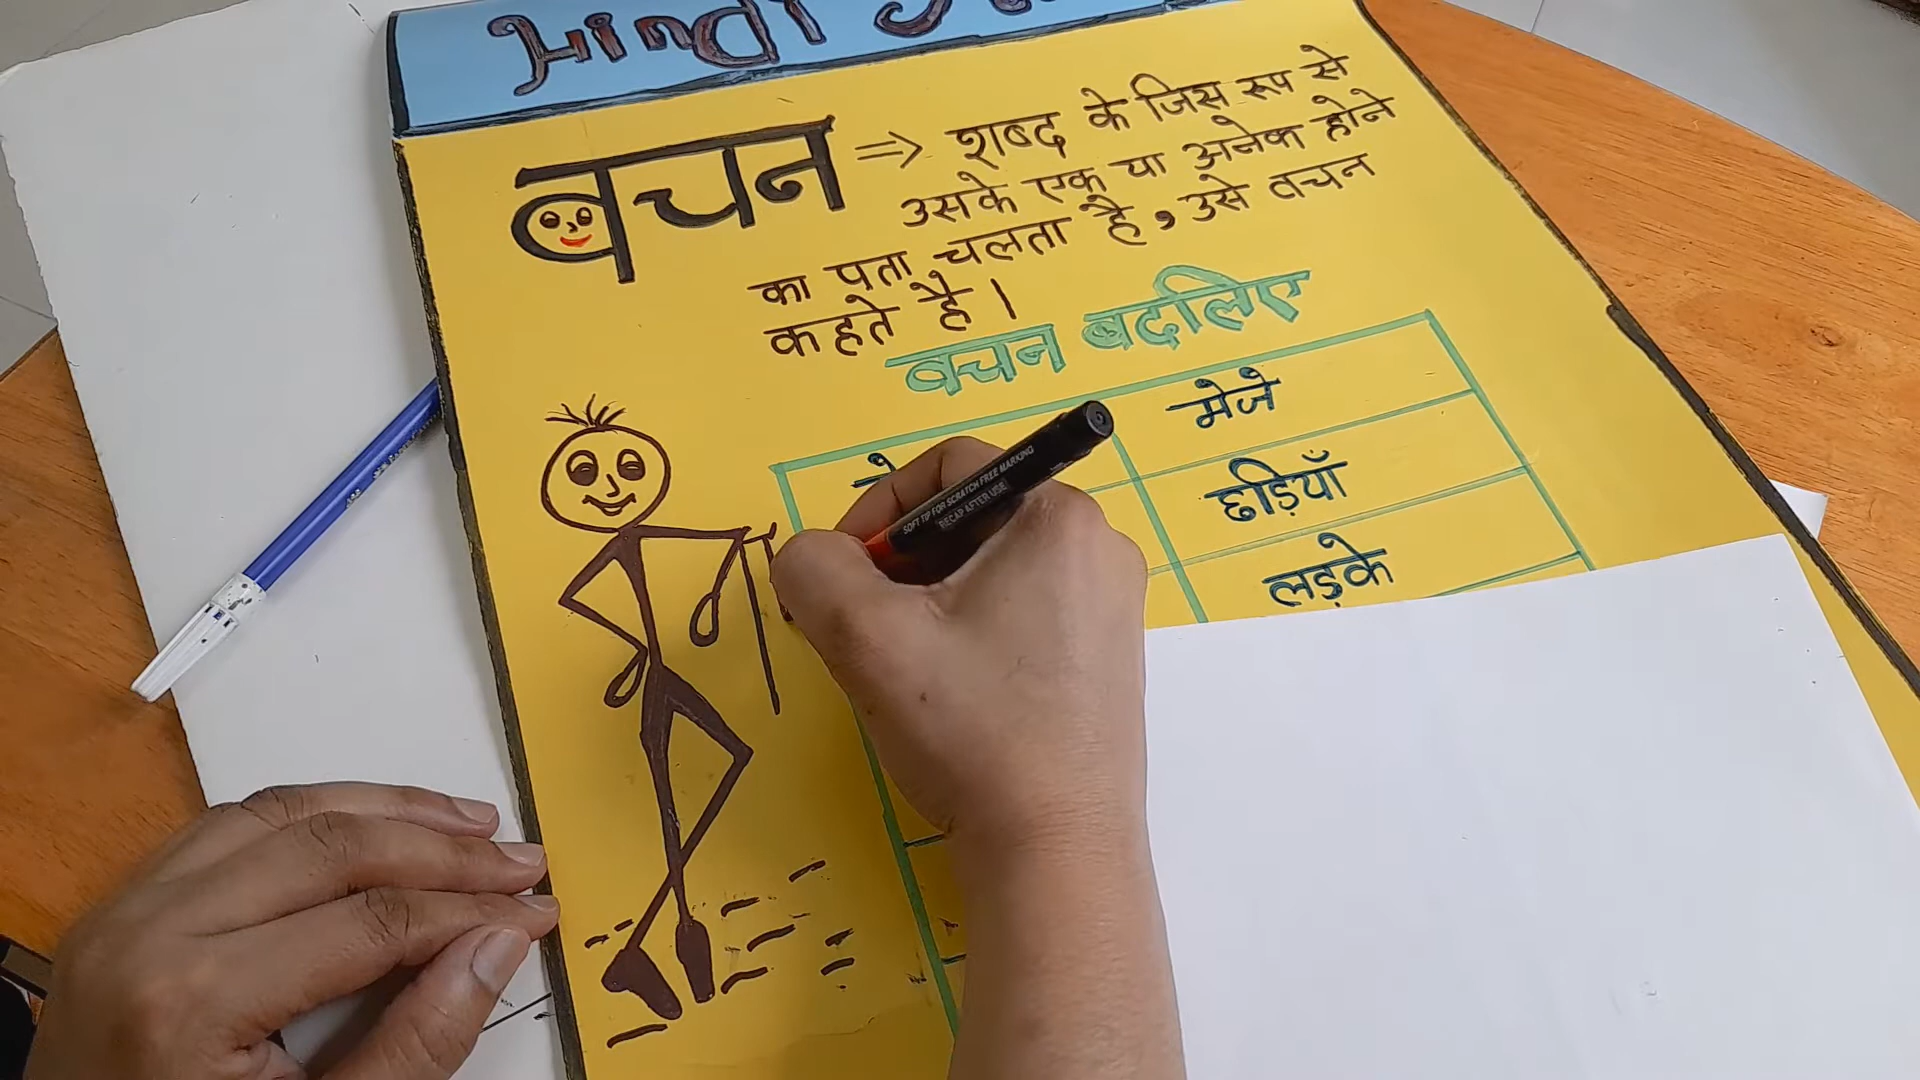 Hindi
वचन ⇒ शब्द के जिस रूप से
उसके एक या अनेक होने
का पता चलता है, उसे वचन
कहते है।
वचन बदलिए
मेजे
छड़ियाँ
लड़के
SOFT TIP FOR SCRATCH FREE MARKING
RECAP AFTER USE